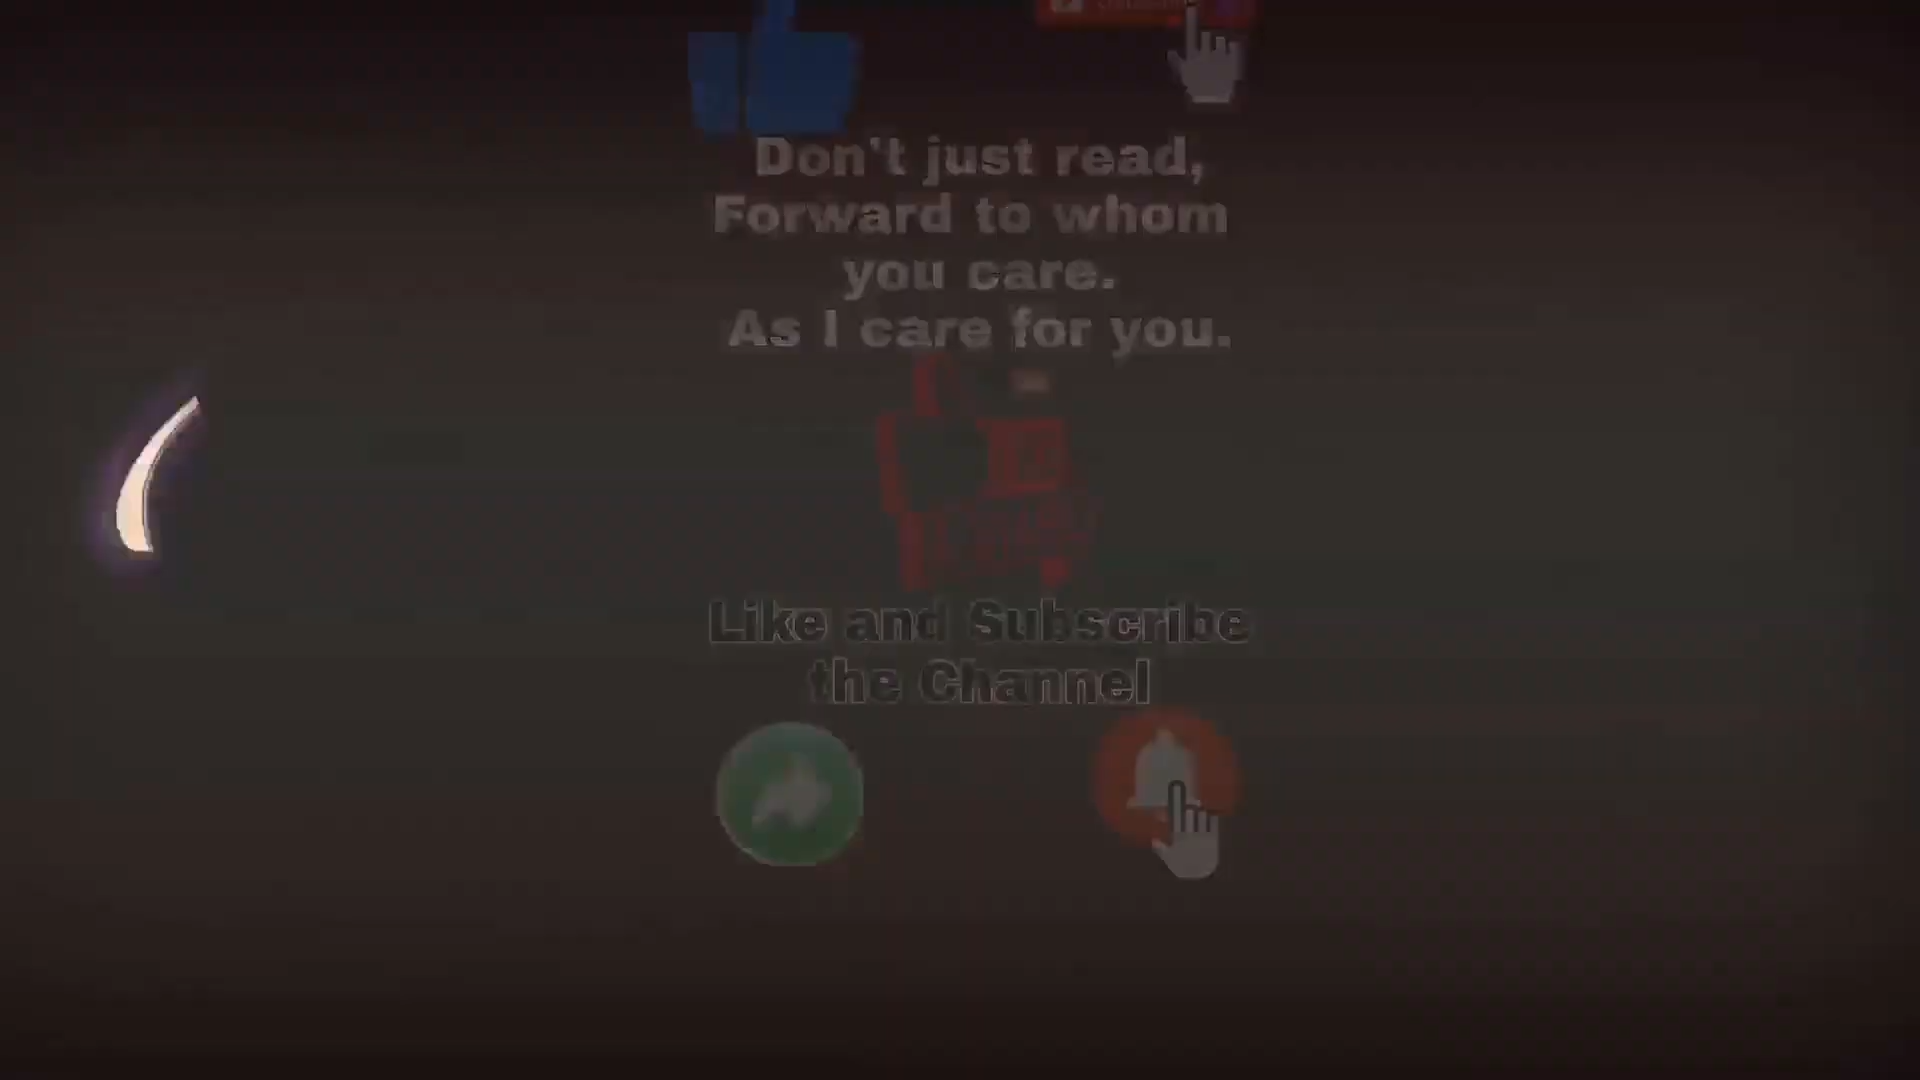 Don't just read,
Forward to whom
you care.
As I care for you.
Like and Subscribe
the Channel